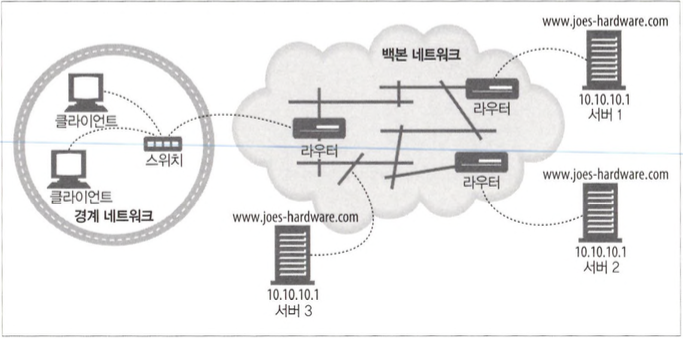 www.joes-hardware.com
백본 네트워크
라우터
10.10.10.1
서버 1
클라이언트
스위치
라우터
클라이언트
경계 네트워크
라우터
www.joes-hardware.com
10.10.10.1
서버 2
www.joes-hardware.com
10.10.10.1
서버 3